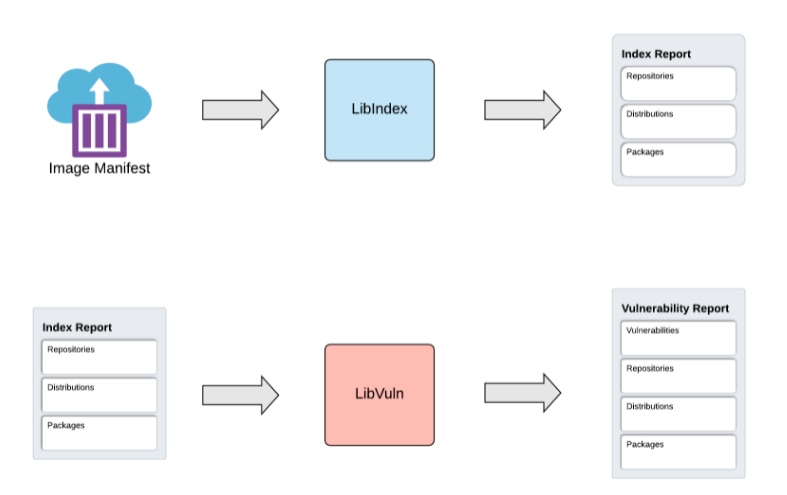 Image Manifest
LibIndex
Index Report
Repositories
Distributions
Packages
Index Report
Repositories
Distributions
Packages
LibVuln
Vulnerability Report
Vulnerabilities
Repositories
Distributions
Packages